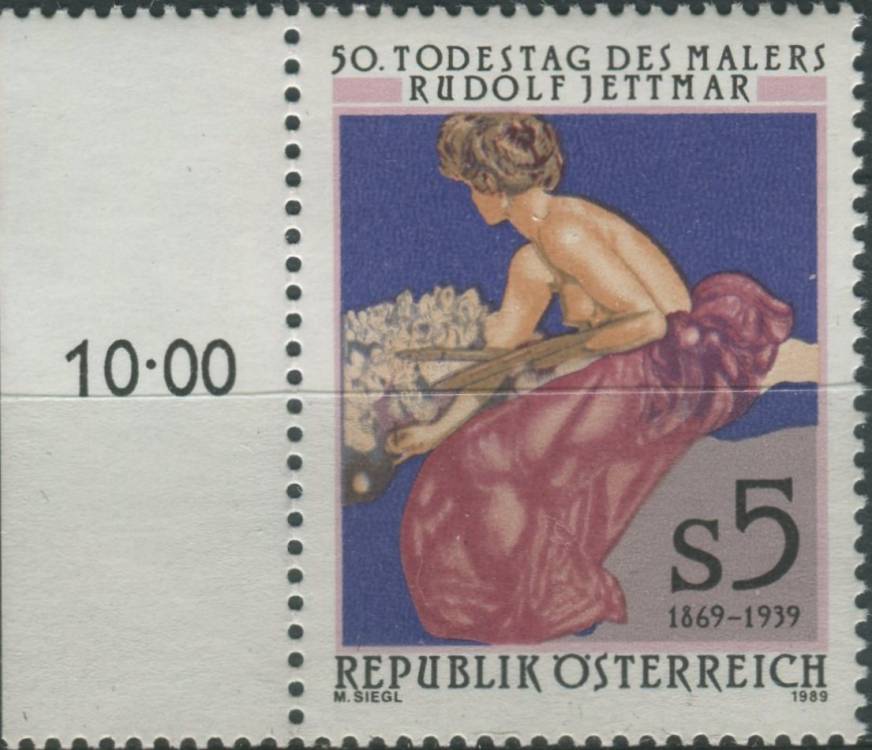 50. TODESTAG DES MALERS
RUDOLF JETTMAR
10·00
s5
1869–1939
REPUBLIK ÖSTERREICH
M. SIEGL 1989